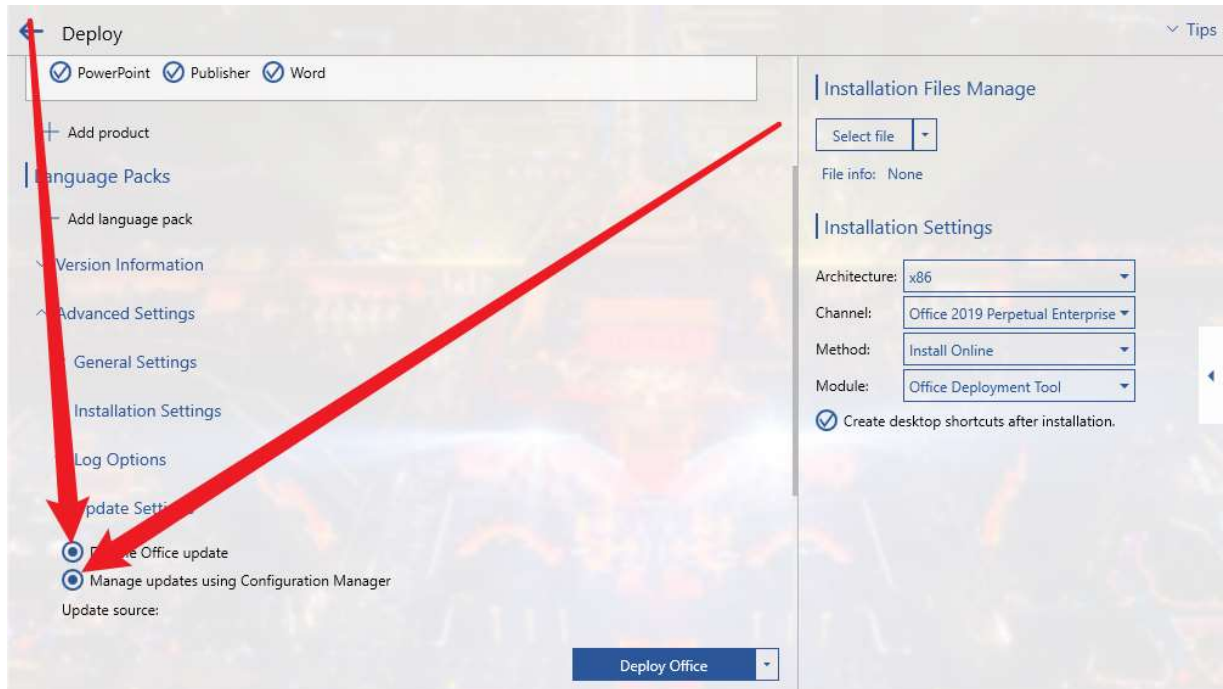 Deploy
Tips
PowerPoint Publisher Word
Add product
Language Packs
Add language pack
Version Information
Advanced Settings
General Settings
Installation Settings
Log Options
Office update
Manage updates using Configuration Manager
Update source:
Deploy Office
Installation Files Manage
Select file
File info: None
Installation Settings
Architecture: x86
Channel: Office 2019 Perpetual Enterprise
Method: Install Online
Module: Office Deployment Tool
Create desktop shortcuts after installation.